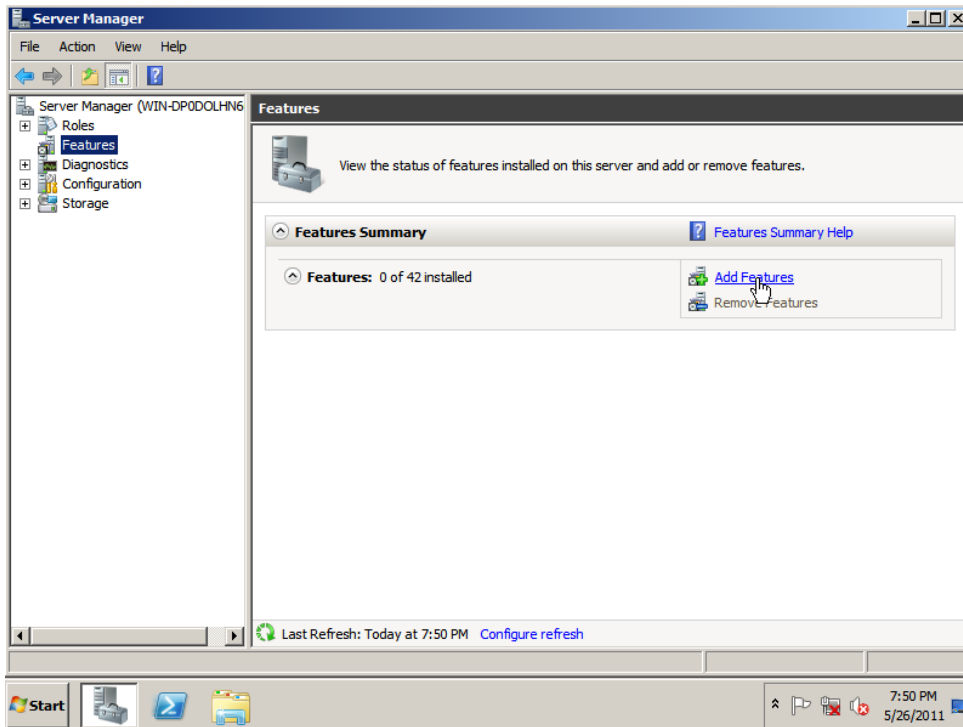 Server Manager
File Action View Help
Server Manager (WIN-DP0DOLHN6
Roles
Features
Diagnostics
Configuration
Storage
Features
View the status of features installed on this server and add or remove features.
Features Summary
Features Summary Help
Features: 0 of 42 installed
Add Features
Remove Features
Last Refresh: Today at 7:50 PM Configure refresh
Start
7:50 PM
5/26/2011